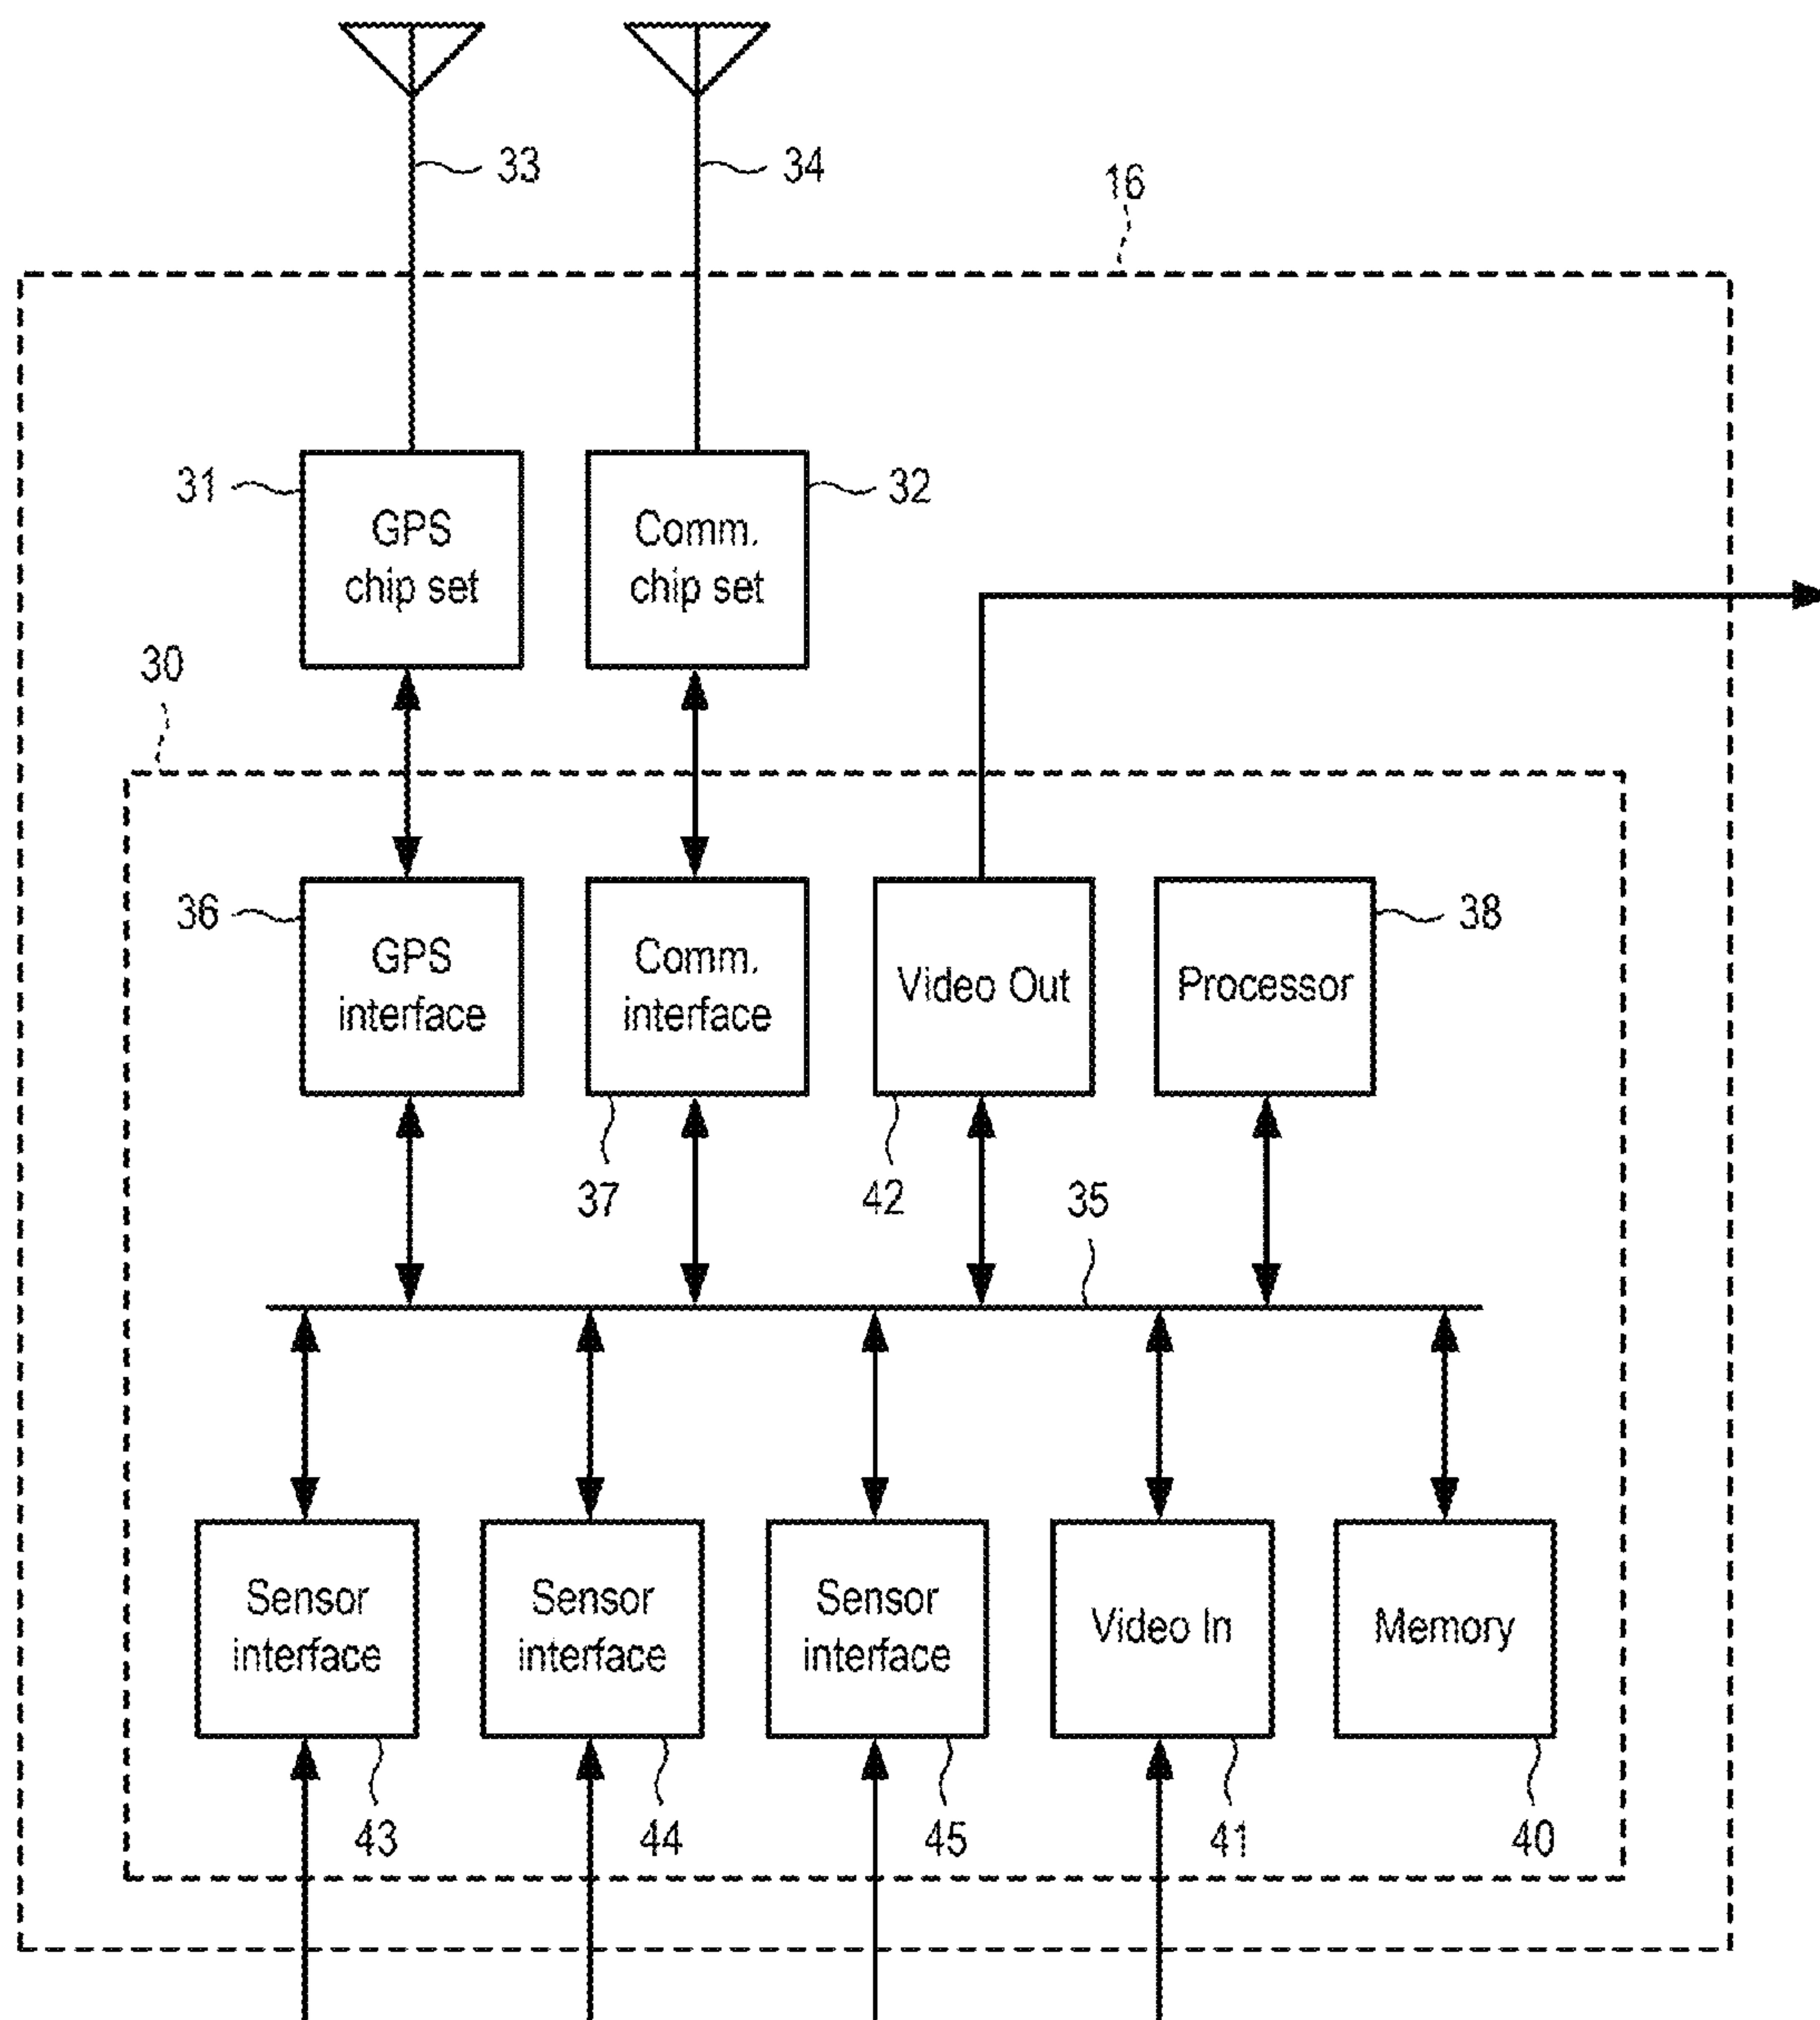 33
34
16
31
GPS
chip set
Comm.
chip set
32
30
36
GPS
interface
Comm.
interface
Video Out
Processor
38
37
42
35
Sensor
interface
Sensor
interface
Sensor
interface
Video In
Memory
43
44
45
41
40